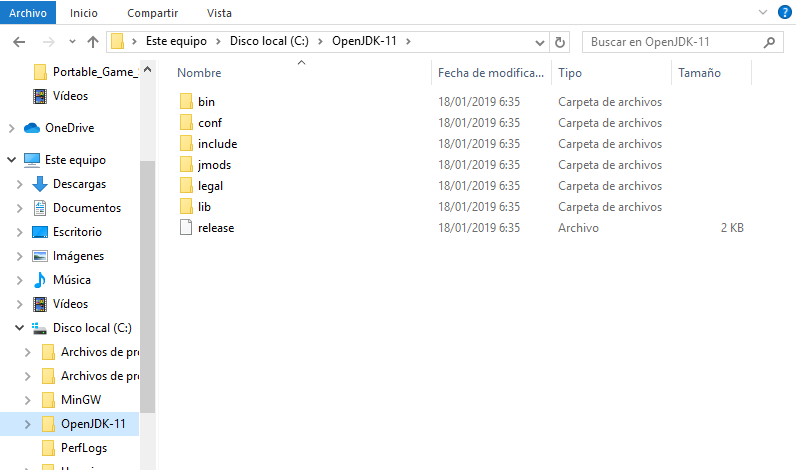 Archivo Inicio Compartir Vista
Este equipo Disco local (C:) OpenJDK-11 Buscar en OpenJDK-11
Portable_Game_
Vídeos
OneDrive
Este equipo
Descargas
Documentos
Escritorio
Imágenes
Música
Vídeos
Disco local (C:)
Archivos de pro
Archivos de pro
MinGW
OpenJDK-11
PerfLogs
Nombre Fecha de modifica... Tipo Tamaño
bin 18/01/2019 6:35 Carpeta de archivos
conf 18/01/2019 6:35 Carpeta de archivos
include 18/01/2019 6:35 Carpeta de archivos
jmods 18/01/2019 6:35 Carpeta de archivos
legal 18/01/2019 6:35 Carpeta de archivos
lib 18/01/2019 6:35 Carpeta de archivos
release 18/01/2019 6:35 Archivo 2 KB